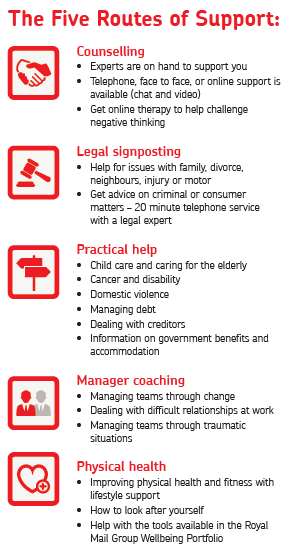 The Five Routes of Support:
Counselling
• Experts are on hand to support you
• Telephone, face to face, or online support is
available (chat and video)
• Get online therapy to help challenge
negative thinking
Legal signposting
• Help for issues with family, divorce,
neighbours, injury or motor
• Get advice on criminal or consumer
matters – 20 minute telephone service
with a legal expert
Practical help
• Child care and caring for the elderly
• Cancer and disability
• Domestic violence
• Managing debt
• Dealing with creditors
• Information on government benefits and
accommodation
Manager coaching
• Managing teams through change
• Dealing with difficult relationships at work
• Managing teams through traumatic
situations
Physical health
• Improving physical health and fitness with
lifestyle support
• How to look after yourself
• Help with the tools available in the Royal
Mail Group Wellbeing Portfolio